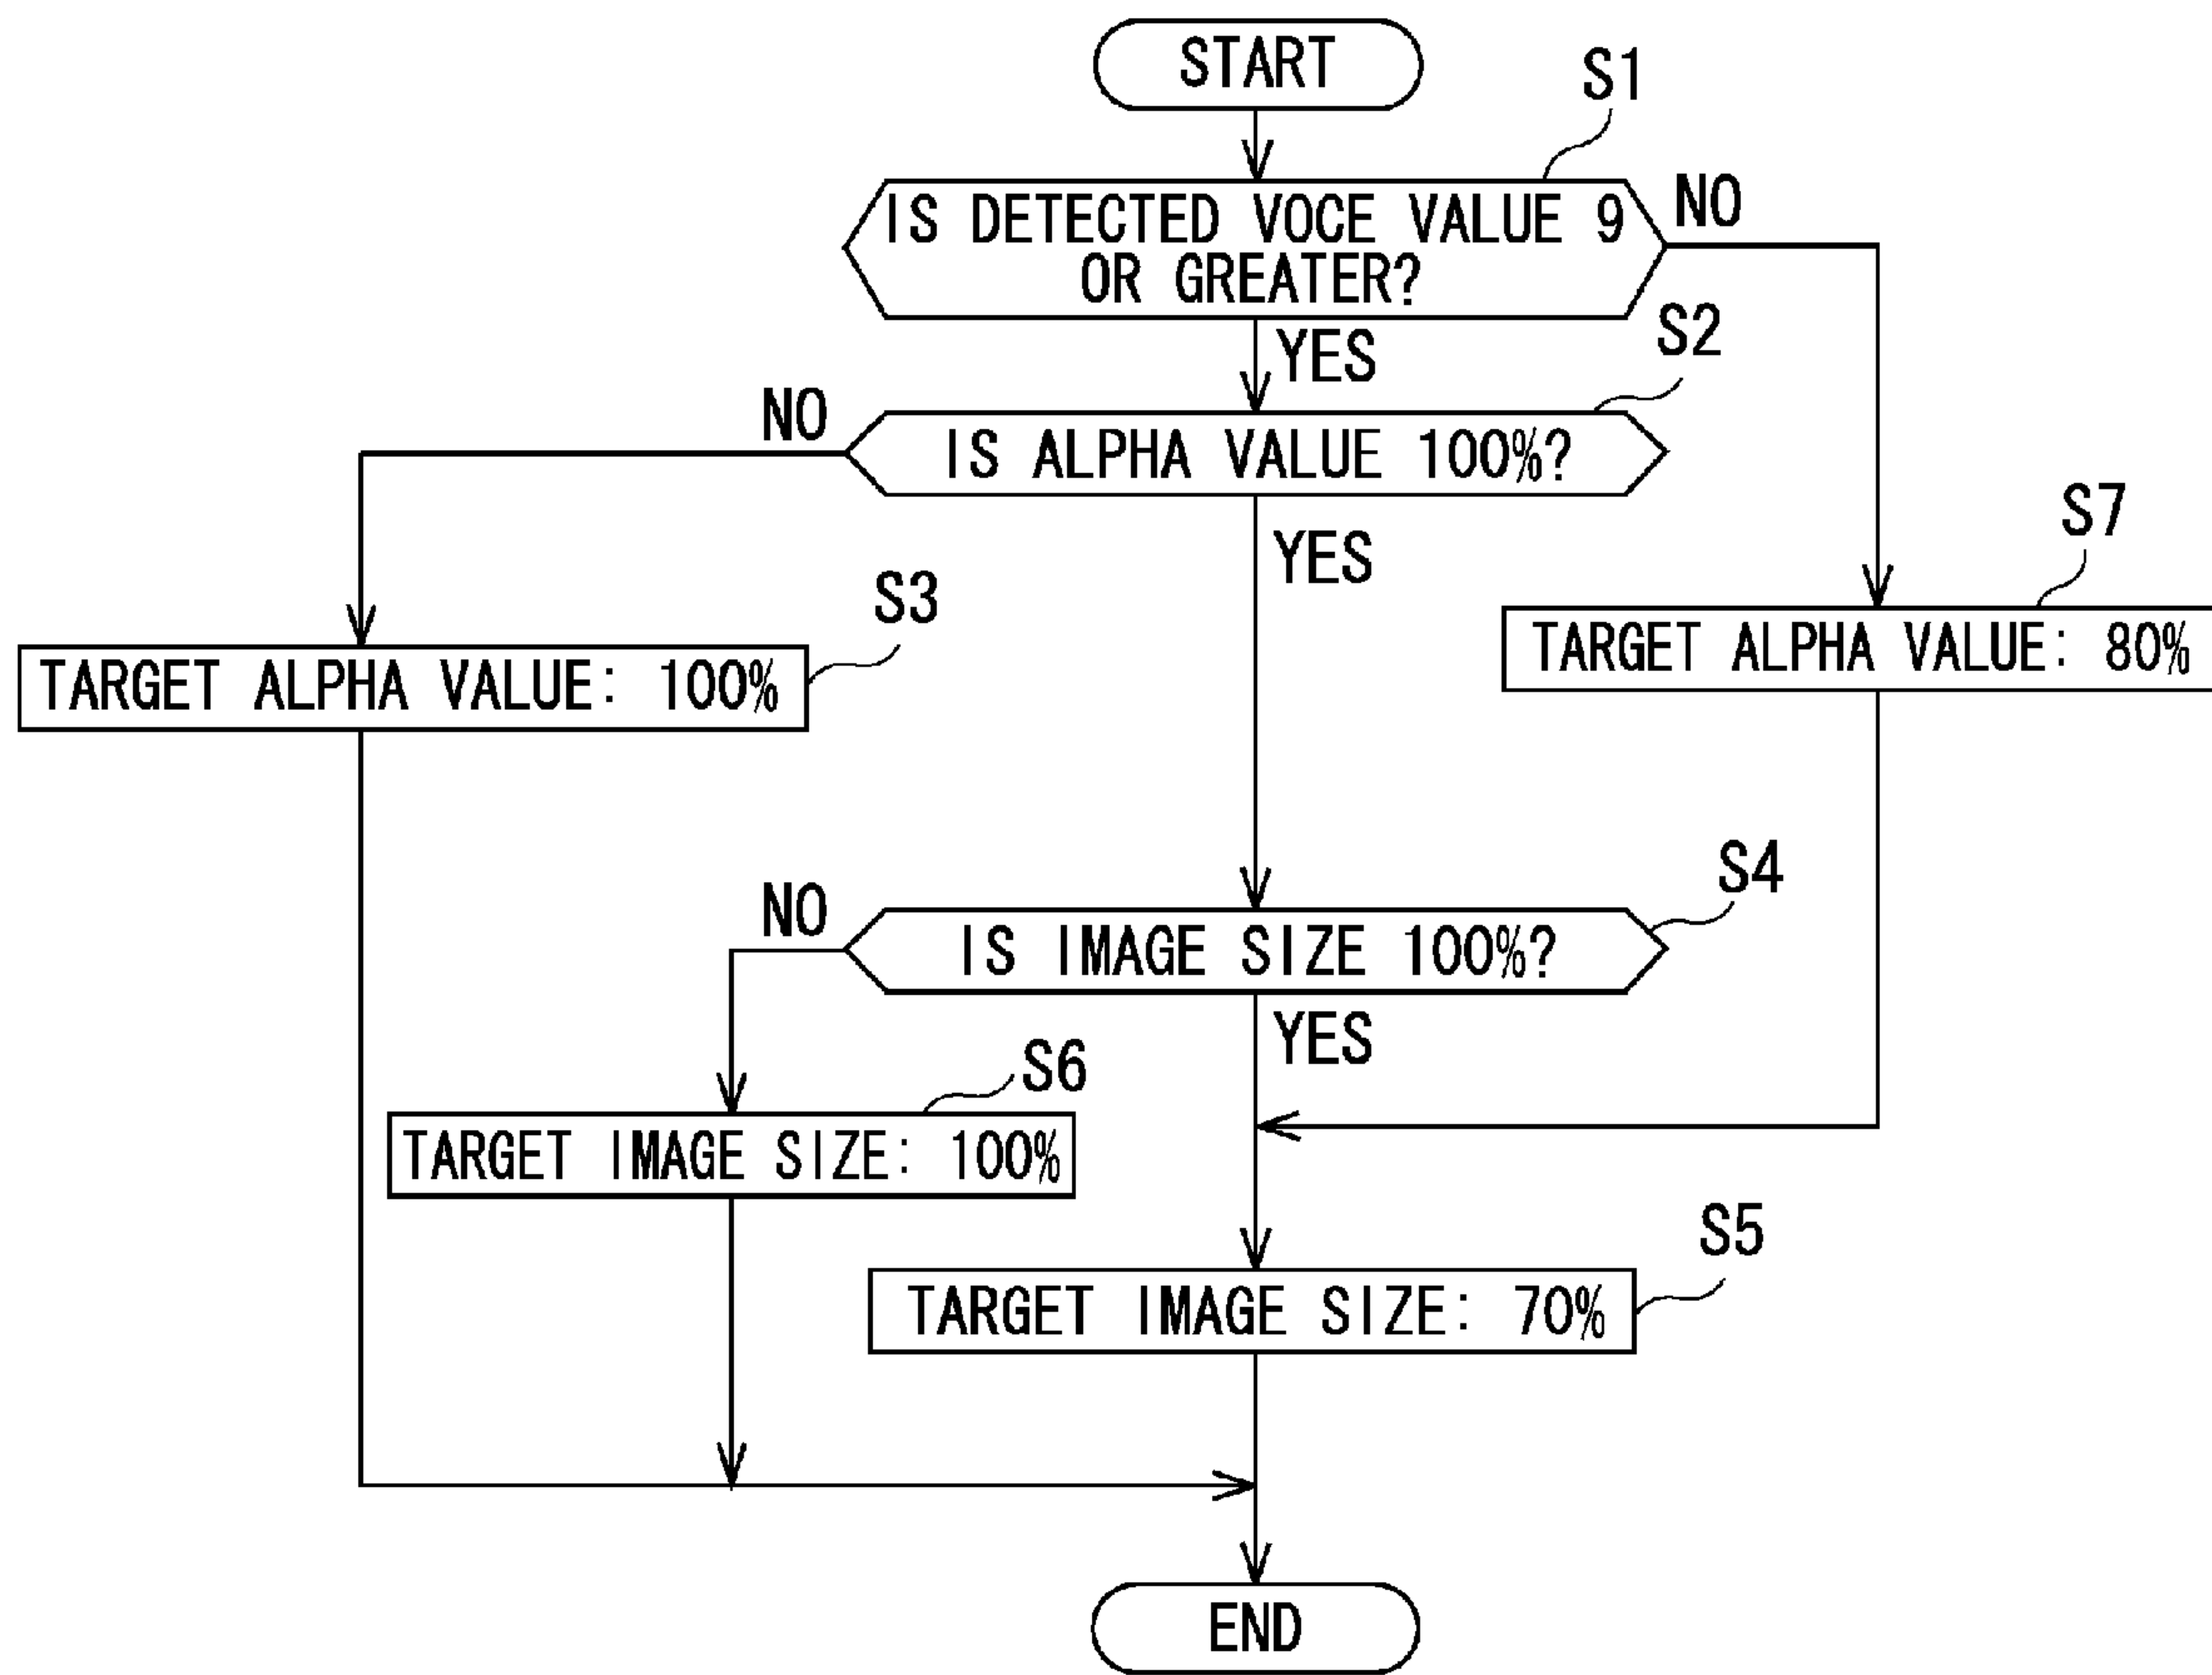 START
S1
IS DETECTED VOCE VALUE 9
OR GREATER?
NO
YES
S2
NO
IS ALPHA VALUE 100%?
YES
S7
S3
TARGET ALPHA VALUE: 80%
TARGET ALPHA VALUE: 100%
S4
NO
IS IMAGE SIZE 100%?
YES
S6
TARGET IMAGE SIZE: 100%
S5
TARGET IMAGE SIZE: 70%
END